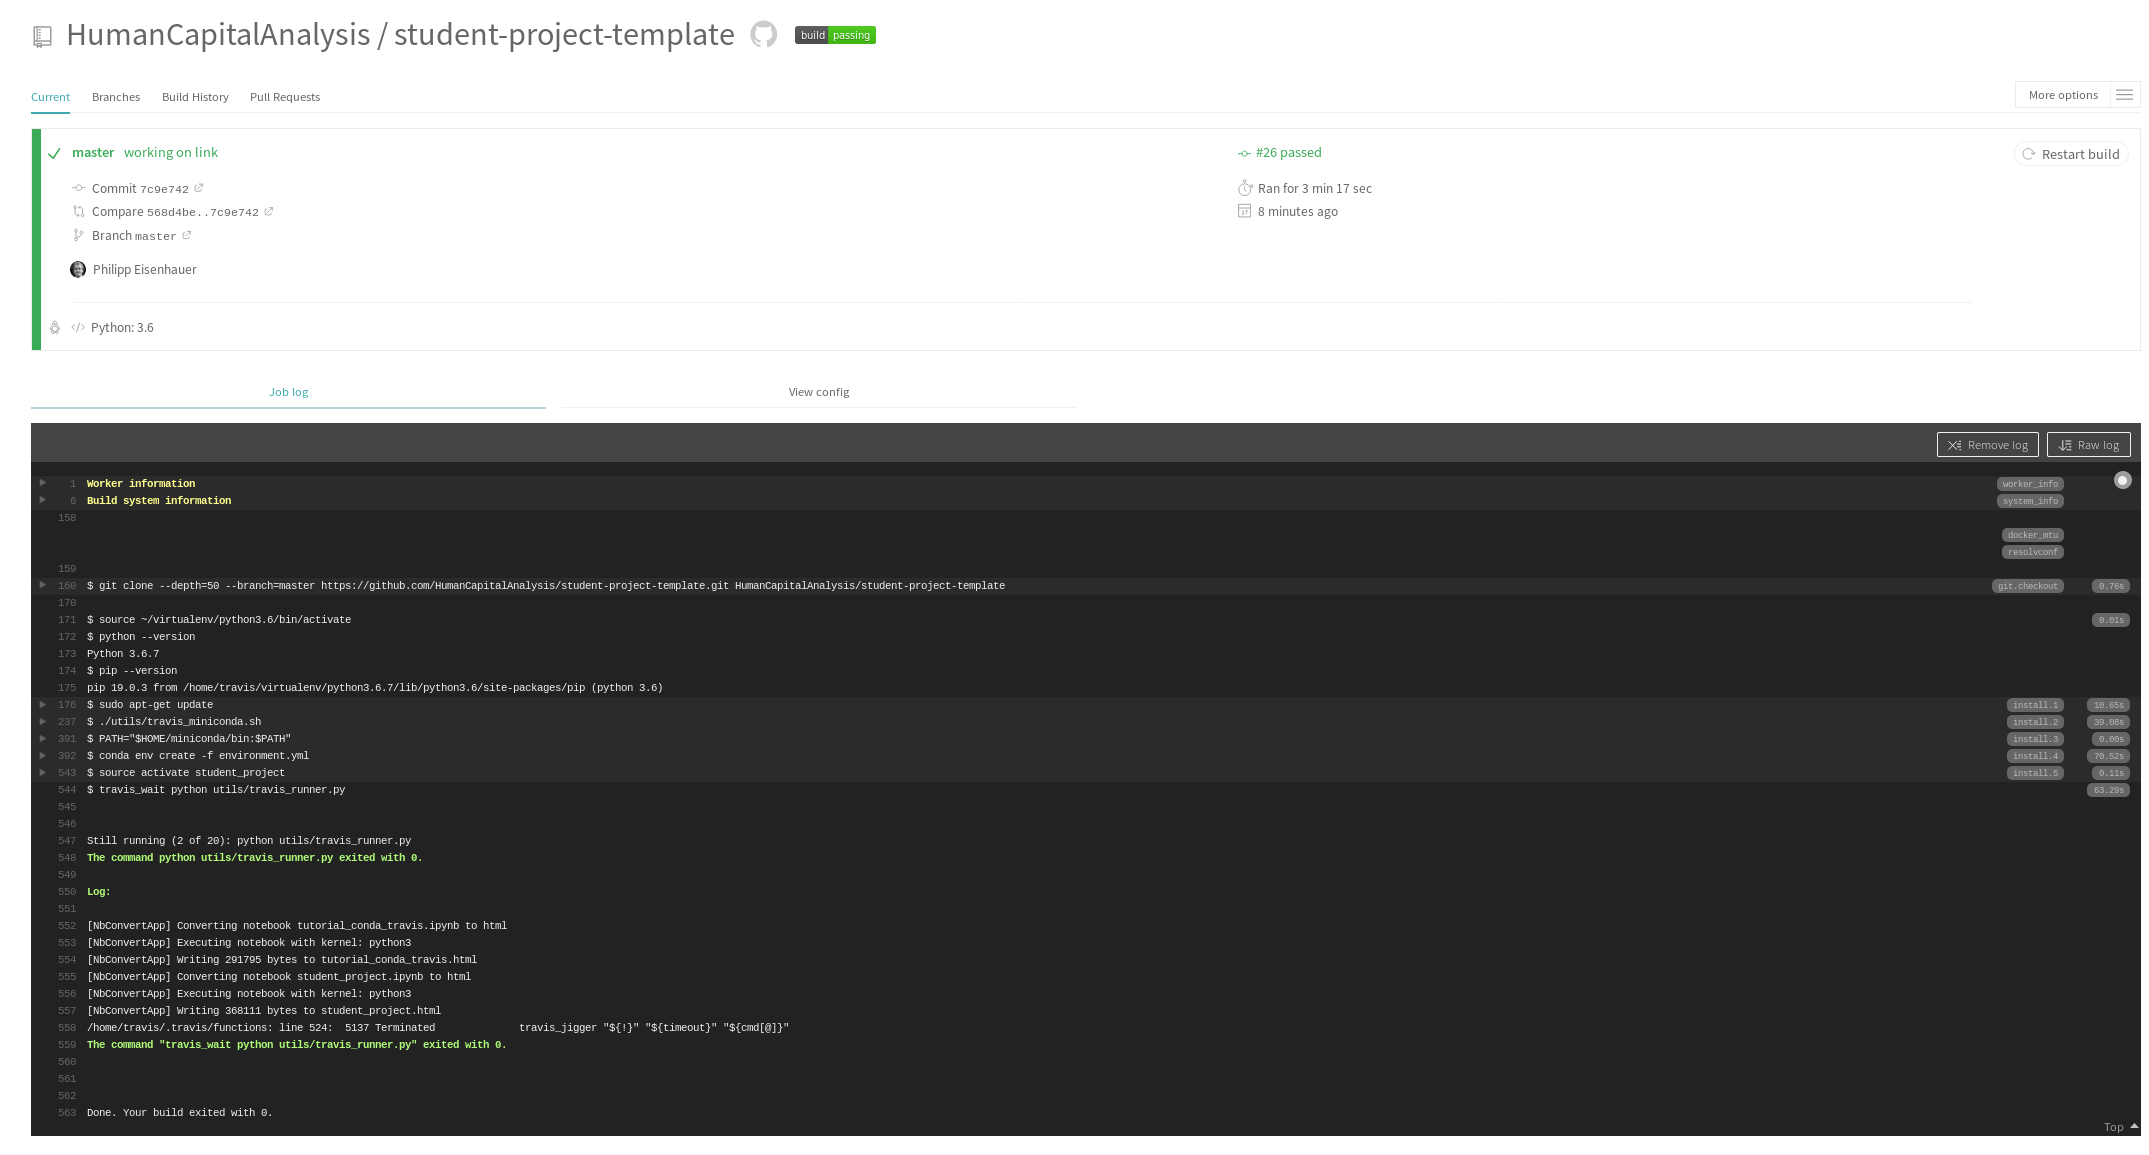 HumanCapitalAnalysis / student-project-template build passing
Current Branches Build History Pull Requests More options
master working on link #26 passed Restart build
Commit 7c9e742 Ran for 3 min 17 sec
Compare 568d4be..7c9e742 8 minutes ago
Branch master
Philipp Eisenhauer
</> Python: 3.6
Job log View config
Remove log Raw log
1 Worker information worker_info
6 Build system information system_info
158
docker_mtu
resolvconf
159
160 $ git clone --depth=50 --branch=master https://github.com/HumanCapitalAnalysis/student-project-template.git HumanCapitalAnalysis/student-project-template git.checkout 0.76s
170
171 $ source ~/virtualenv/python3.6/bin/activate 0.01s
172 $ python --version
173 Python 3.6.7
174 $ pip --version
175 pip 19.0.3 from /home/travis/virtualenv/python3.6.7/lib/python3.6/site-packages/pip (python 3.6)
176 $ sudo apt-get update install.1 10.65s
237 $ ./utils/travis_miniconda.sh install.2 39.08s
391 $ PATH="$HOME/miniconda/bin:$PATH" install.3 0.00s
392 $ conda env create -f environment.yml install.4 70.52s
543 $ source activate student_project install.5 0.11s
544 $ travis_wait python utils/travis_runner.py 63.29s
545
546
547 Still running (2 of 20): python utils/travis_runner.py
548 The command python utils/travis_runner.py exited with 0.
549
550 Log:
551
552 [NbConvertApp] Converting notebook tutorial_conda_travis.ipynb to html
553 [NbConvertApp] Executing notebook with kernel: python3
554 [NbConvertApp] Writing 291795 bytes to tutorial_conda_travis.html
555 [NbConvertApp] Converting notebook student_project.ipynb to html
556 [NbConvertApp] Executing notebook with kernel: python3
557 [NbConvertApp] Writing 368111 bytes to student_project.html
558 /home/travis/.travis/functions: line 524:  5137 Terminated              travis_jigger "${!}" "${timeout}" "${cmd[@]}"
559 The command "travis_wait python utils/travis_runner.py" exited with 0.
560
561
562
563 Done. Your build exited with 0.
Top